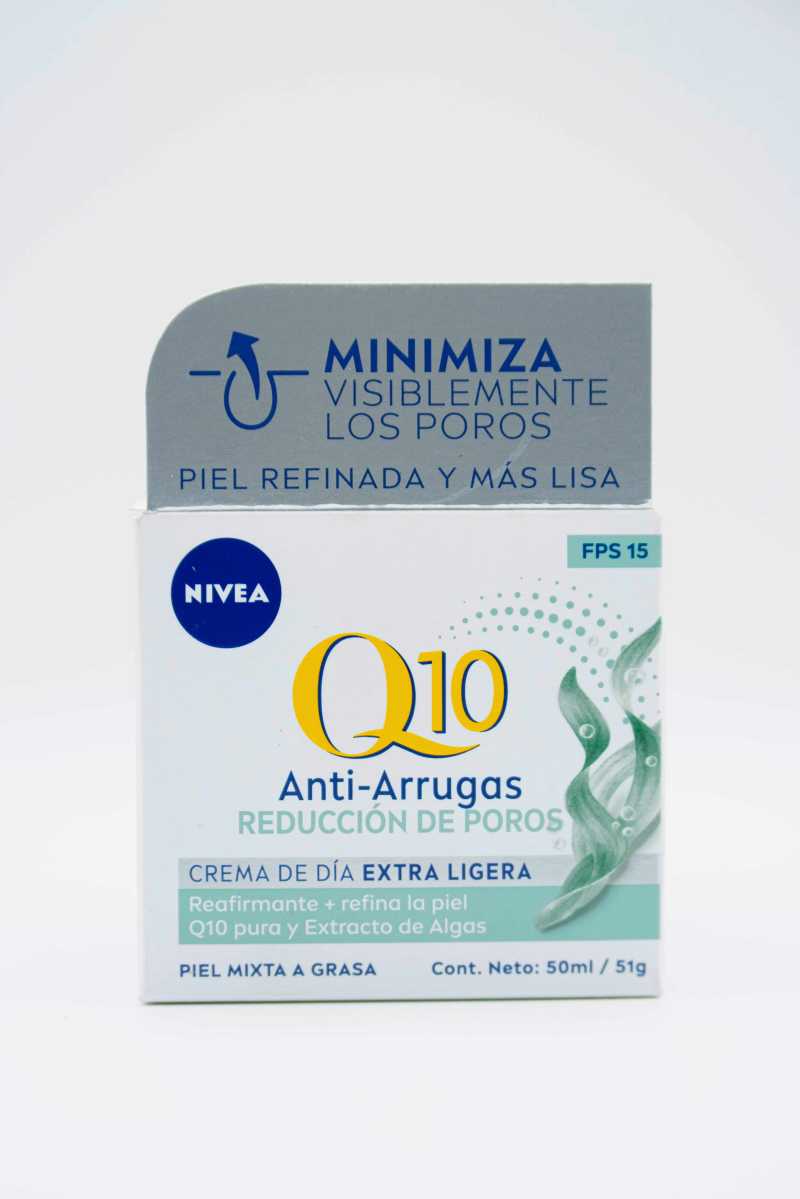 MINIMIZA
VISIBLEMENTE
LOS POROS
PIEL REFINADA Y MÁS LISA
FPS 15
NIVEA
Q10
Anti-Arrugas
REDUCCIÓN DE POROS
CREMA DE DÍA EXTRA LIGERA
Reafirmante + refina la piel
Q10 pura y Extracto de Algas
PIEL MIXTA A GRASA
Cont. Neto: 50ml / 51g